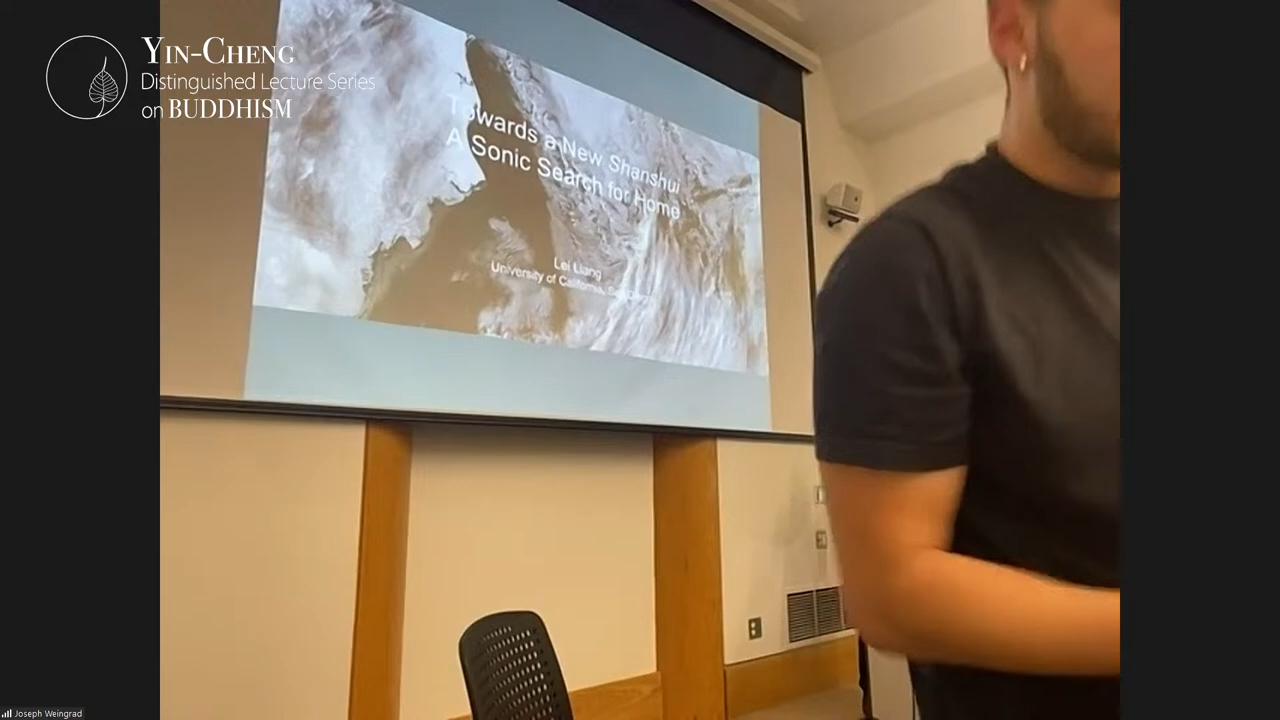 YIN-CHENG
Distinguished Lecture Series
on BUDDHISM
Towards a New Shanshui
A Sonic Search for Home
Lei Liang
University of California,
Joseph Weingrad